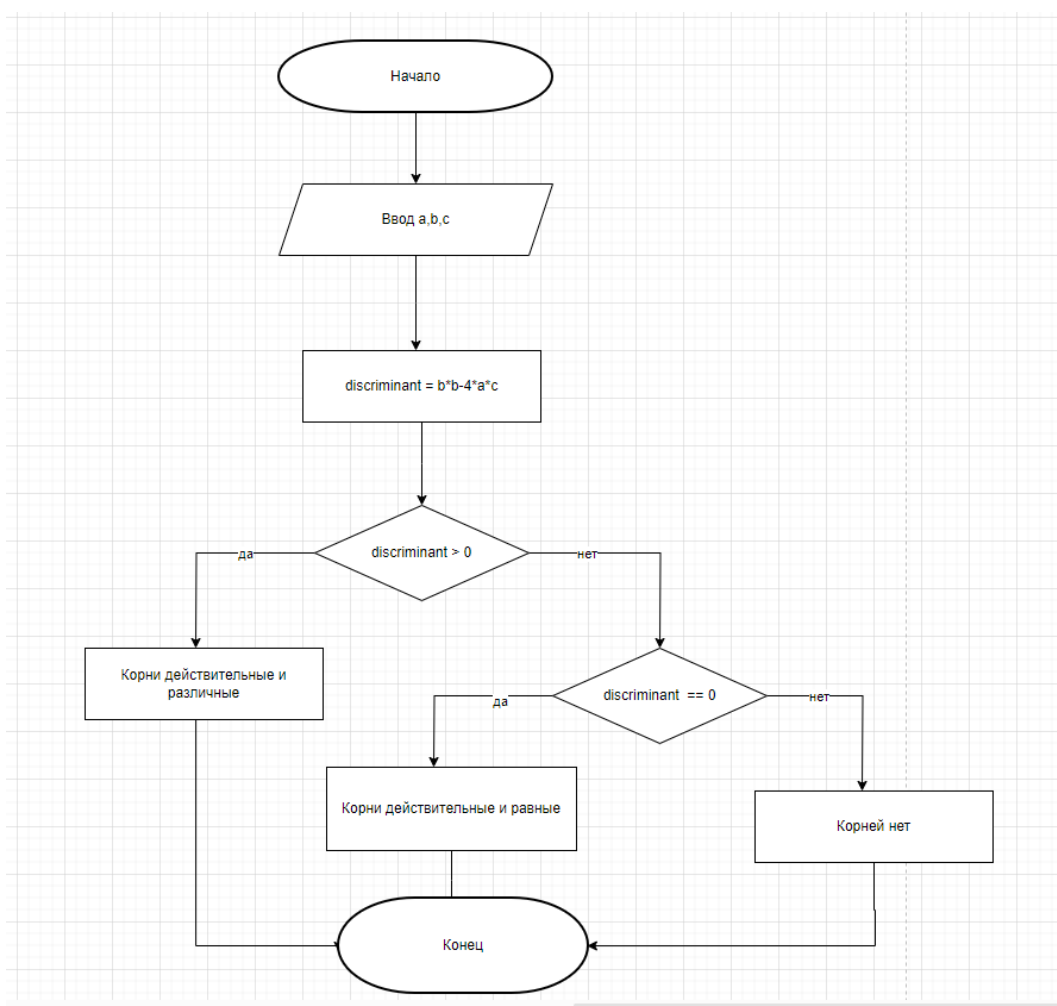 Начало
Ввод a,b,c
discriminant = b*b-4*a*c
discriminant > 0
да
нет
Корни действительные и
различные
discriminant  == 0
да
нет
Корни действительные и равные
Корней нет
Конец